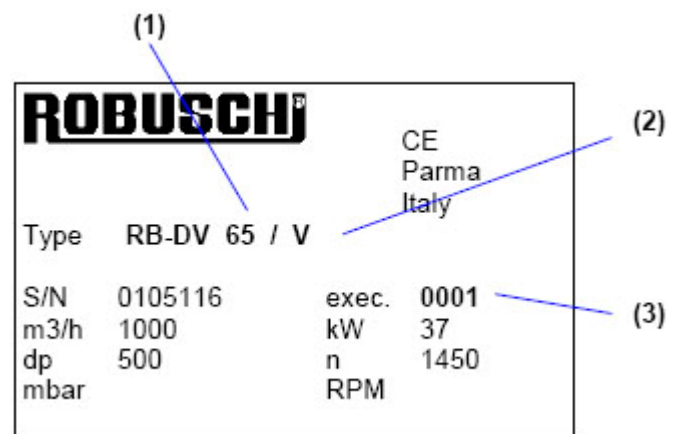 (1)
ROBUSCHi®
(2)
CE
Parma
Italy
Type RB-DV 65 / V
S/N 0105116 exec. 0001
(3)
m3/h 1000 kW 37
dp 500 n 1450
mbar RPM